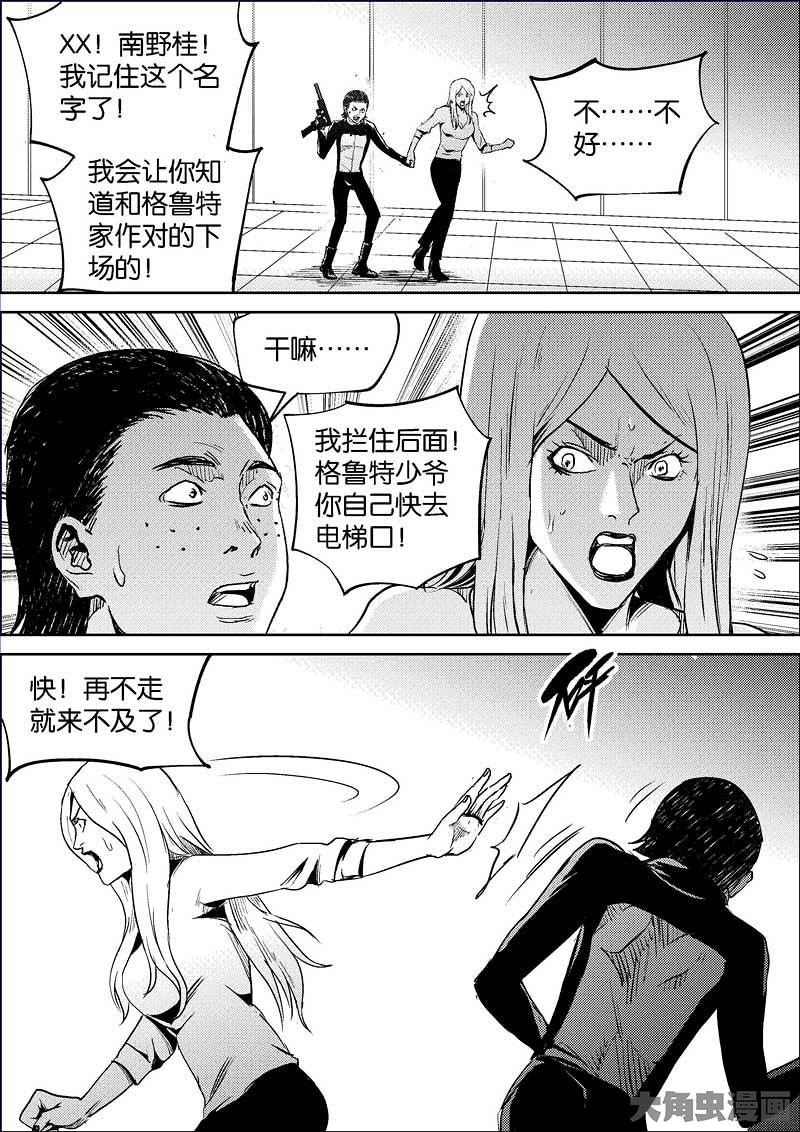 XX！南野桂！
我记住这个名
字了！
我会让你知
道和格鲁特
家作对的下
场的！
不……不
好……
干嘛……
我拦住后面！
格鲁特少爷
你自己快去
电梯口！
快！再不走
就来不及了！
大角虫漫画